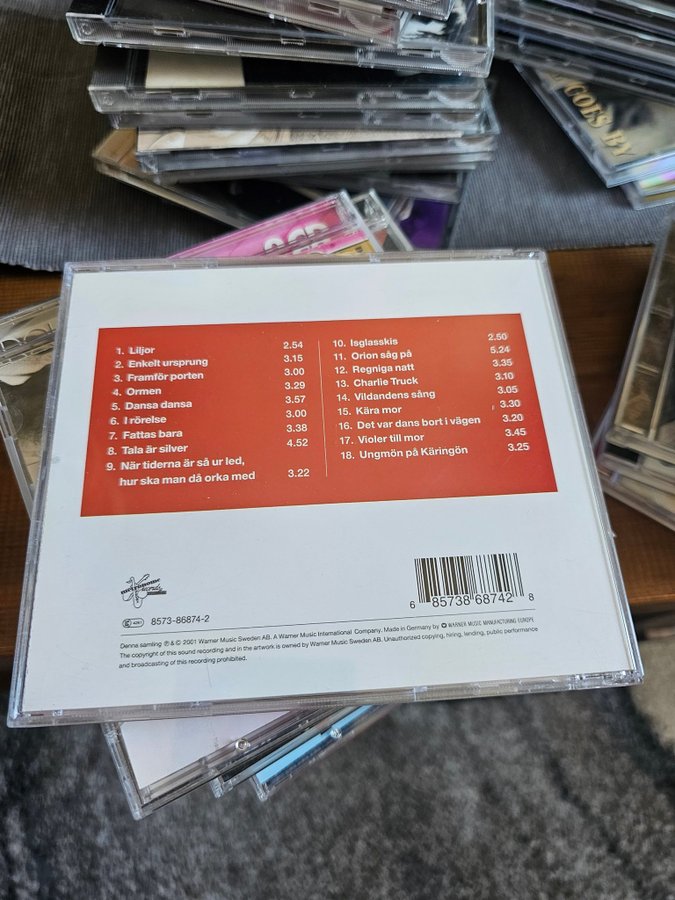 COLS BY
2 CD
1. Liljor 2.54
2. Enkelt ursprung 3.15
3. Framför porten 3.00
4. Ormen 3.29
5. Dansa dansa 3.57
6. I rörelse 3.00
7. Fattas bara 3.38
8. Tala är silver 4.52
9. När tiderna är så ur led,
hur ska man då orka med 3.22
10. Isglasskis 2.50
11. Orion såg på 5.24
12. Regniga natt 3.35
13. Charlie Truck 3.10
14. Vildandens sång 3.05
15. Kära mor 3.30
16. Det var dans bort i vägen 3.20
17. Violer till mor 3.45
18. Ungmön på Käringön 3.25
metronome
records
6 85738 68742 8
8573-86874-2
Denna samling ℗ & © 2001 Warner Music Sweden AB. A Warner Music International Company. Made in Germany by WARNER MUSIC MANUFACTURING EUROPE
The copyright of this sound recording and in the artwork is owned by Warner Music Sweden AB. Unauthorized copying, hiring, lending, public performance
and broadcasting of this recording prohibited.